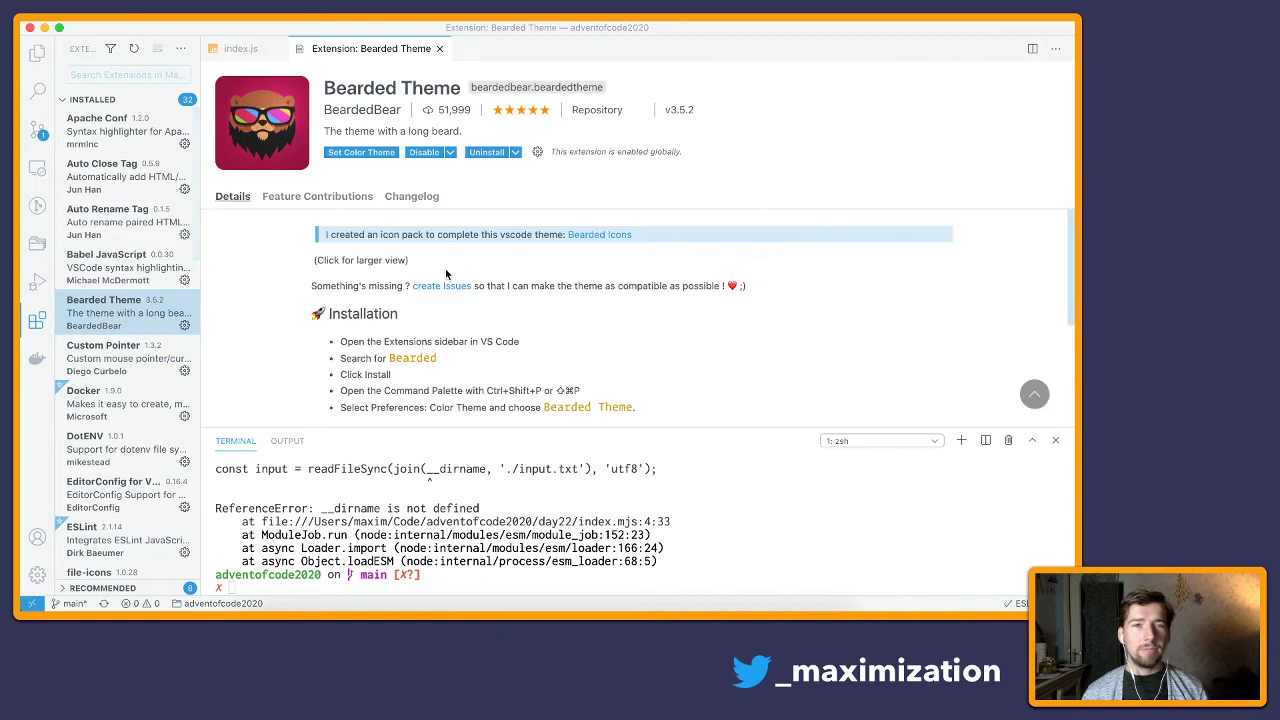 Extension: Bearded Theme — adventofcode2020
EXTE...
index.js
Extension: Bearded Theme
Search Extensions in Ma...
INSTALLED 32
Apache Conf 1.2.0
Syntax highlighter for Apa...
mrmlnc
Auto Close Tag 0.5.9
Automatically add HTML/...
Jun Han
Auto Rename Tag 0.1.5
Auto rename paired HTML...
Jun Han
Babel JavaScript 0.0.30
VSCode syntax highlightin...
Michael McDermott
Bearded Theme 3.5.2
The theme with a long bea...
BeardedBear
Custom Pointer 1.3.2
Custom mouse pointer/cur...
Diego Curbelo
Docker 1.9.0
Makes it easy to create, m...
Microsoft
DotENV 1.0.1
Support for dotenv file sy...
mikestead
EditorConfig for V... 0.16.4
EditorConfig Support for ...
EditorConfig
ESLint 2.1.14
Integrates ESLint JavaScri...
Dirk Baeumer
file-icons 1.0.28
RECOMMENDED 8
1
Bearded Theme beardedbear.beardedtheme
BeardedBear 51,999 Repository v3.5.2
The theme with a long beard.
Set Color Theme Disable Uninstall This extension is enabled globally.
Details Feature Contributions Changelog
I created an icon pack to complete this vscode theme: Bearded Icons
(Click for larger view)
Something's missing ? create issues so that I can make the theme as compatible as possible ! ❤️ ;)
🚀 Installation
• Open the Extensions sidebar in VS Code
• Search for Bearded
• Click Install
• Open the Command Palette with Ctrl+Shift+P or ⇧⌘P
• Select Preferences: Color Theme and choose Bearded Theme.
TERMINAL OUTPUT 1: zsh
const input = readFileSync(join(__dirname, './input.txt'), 'utf8');
^
ReferenceError: __dirname is not defined
at file:///Users/maxim/Code/adventofcode2020/day22/index.mjs:4:33
at ModuleJob.run (node:internal/modules/esm/module_job:152:23)
at async Loader.import (node:internal/modules/esm/loader:166:24)
at async Object.loadESM (node:internal/process/esm_loader:68:5)
adventofcode2020 on main [✗?]
✗
main* 0 0 adventofcode2020 ✓ ES
_maximization